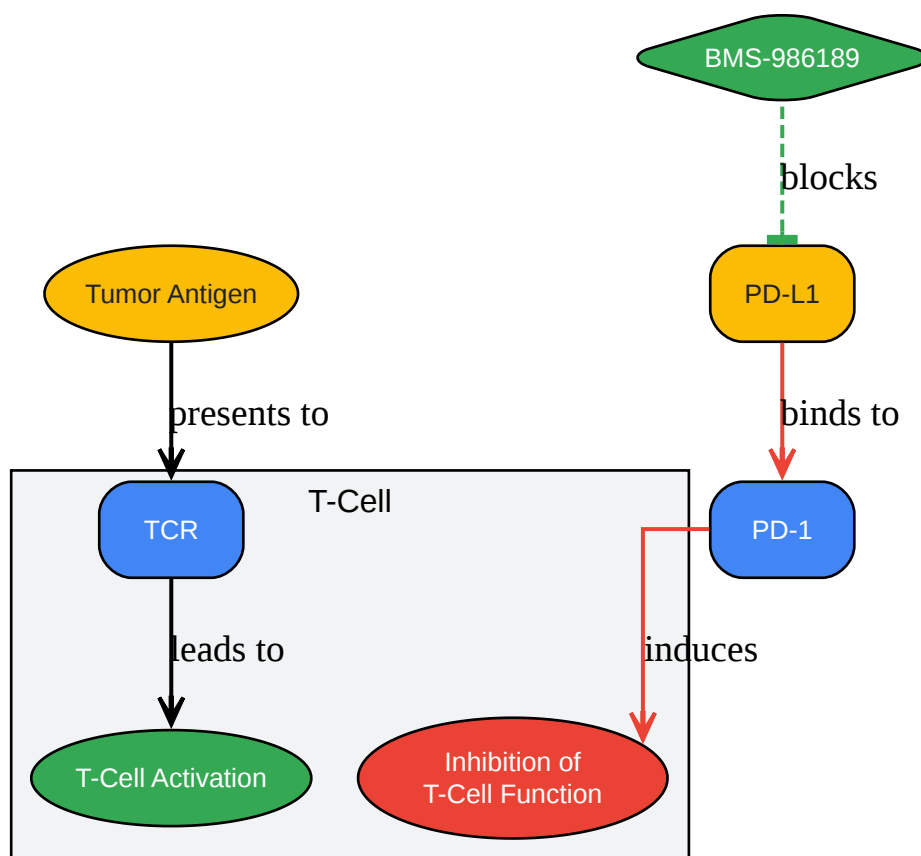 BMS-986189
blocks
Tumor Antigen
PD-L1
presents to
binds to
T-Cell
TCR
PD-1
leads to
induces
T-Cell Activation
Inhibition of
T-Cell Function